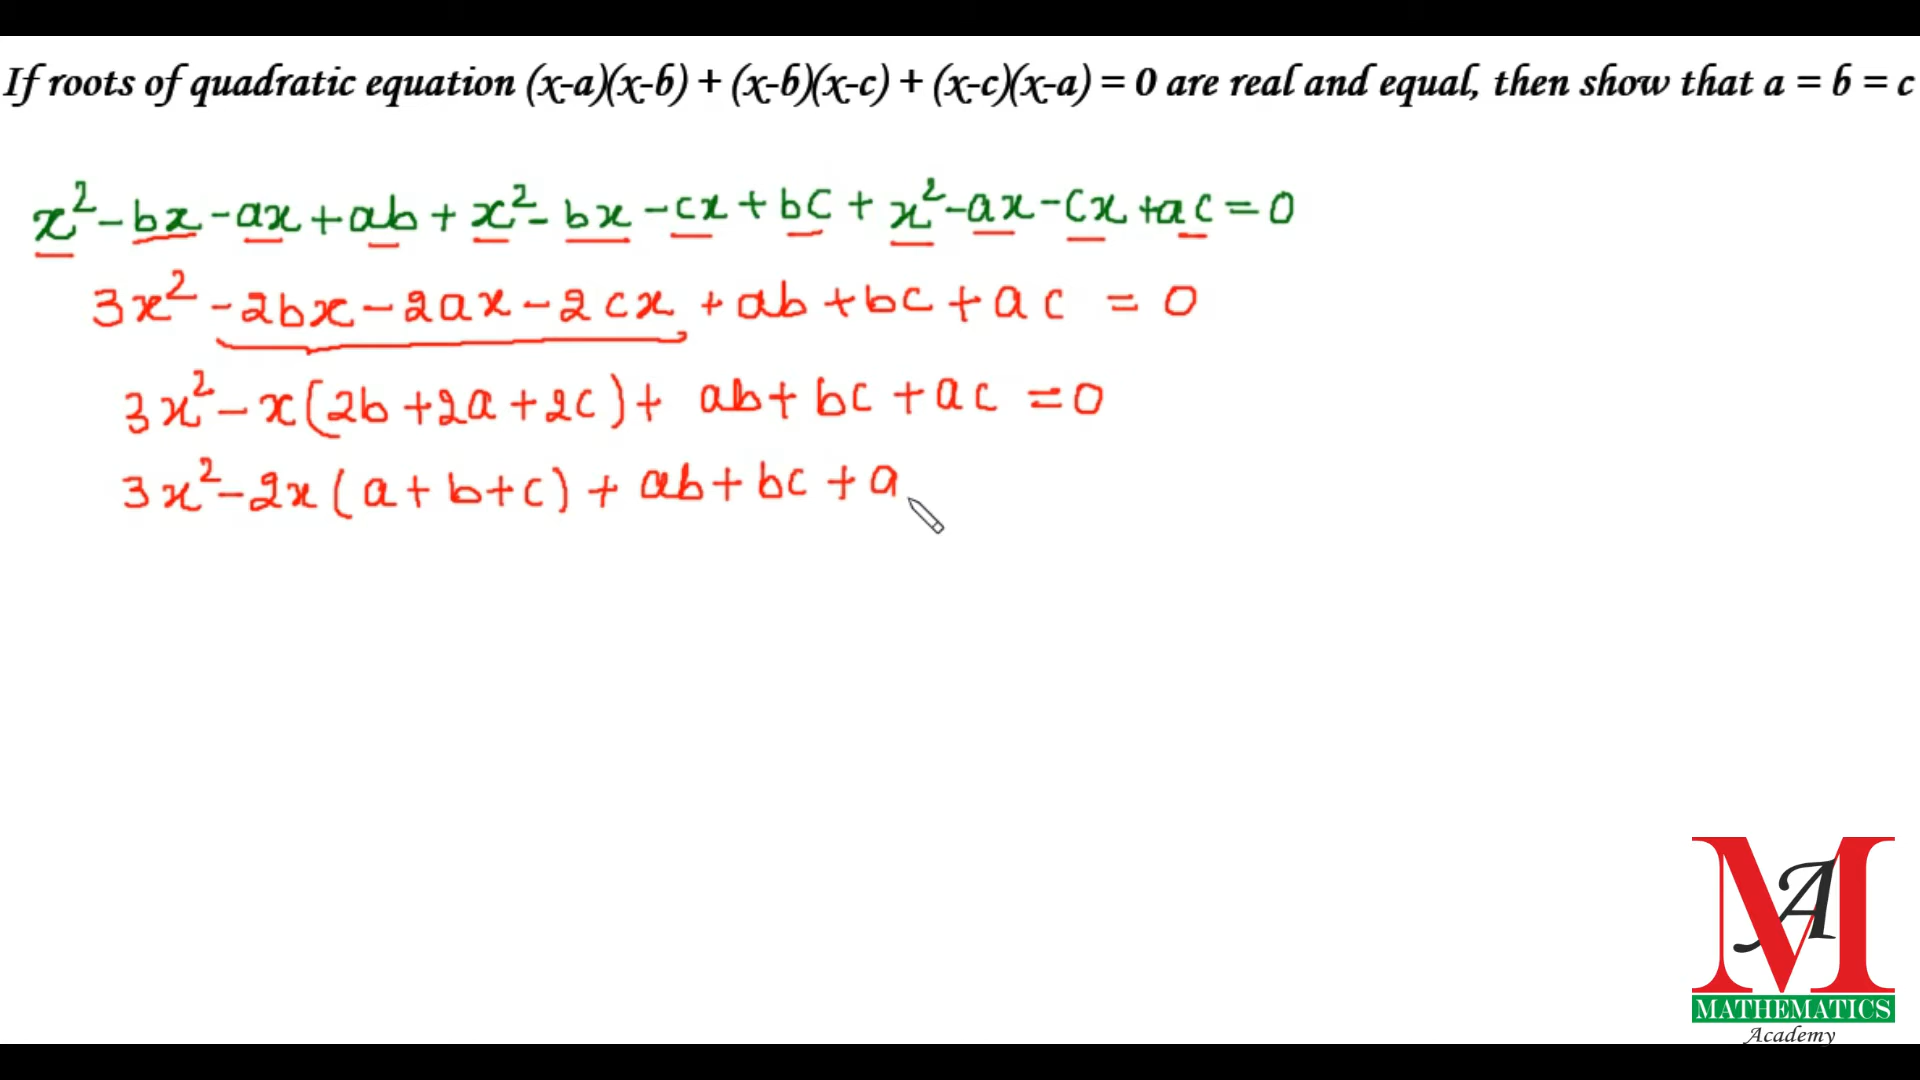 If roots of quadratic equation (x-a)(x-b) + (x-b)(x-c) + (x-c)(x-a) = 0 are real and equal, then show that a = b = c
x² - bx - ax + ab + x² - bx - cx + bc + x² - ax - cx + ac = 0
3x² - 2bx - 2ax - 2cx + ab + bc + ac = 0
3x² - x(2b + 2a + 2c) + ab + bc + ac = 0
3x² - 2x(a + b + c) + ab + bc + a
MA
MATHEMATICS
Academy